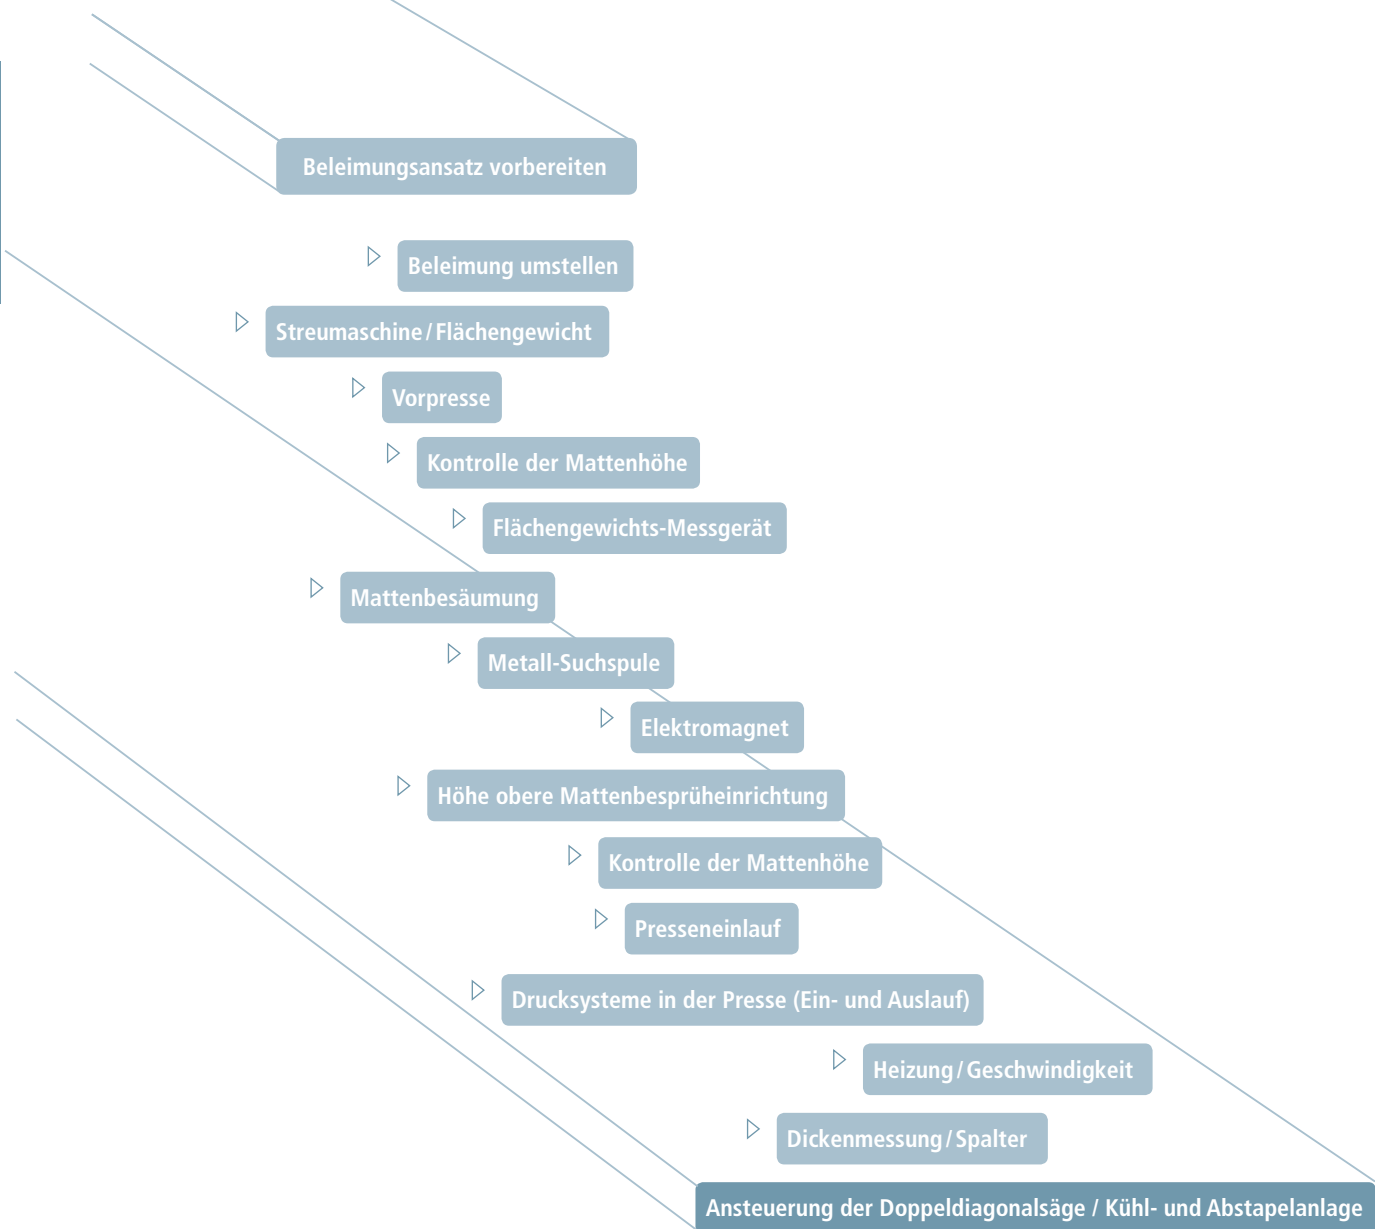 Beleimungsansatz vorbereiten
Beleimung umstellen
Streumaschine / Flächengewicht
Vorpresse
Kontrolle der Mattenhöhe
Flächengewichts-Messgerät
Mattenbesäumung
Metall-Suchspule
Elektromagnet
Höhe obere Mattenbesprüheinrichtung
Kontrolle der Mattenhöhe
Presseneinlauf
Drucksysteme in der Presse (Ein- und Auslauf)
Heizung / Geschwindigkeit
Dickenmessung / Spalter
Ansteuerung der Doppeldiagonalsäge / Kühl- und Abstapelanlage